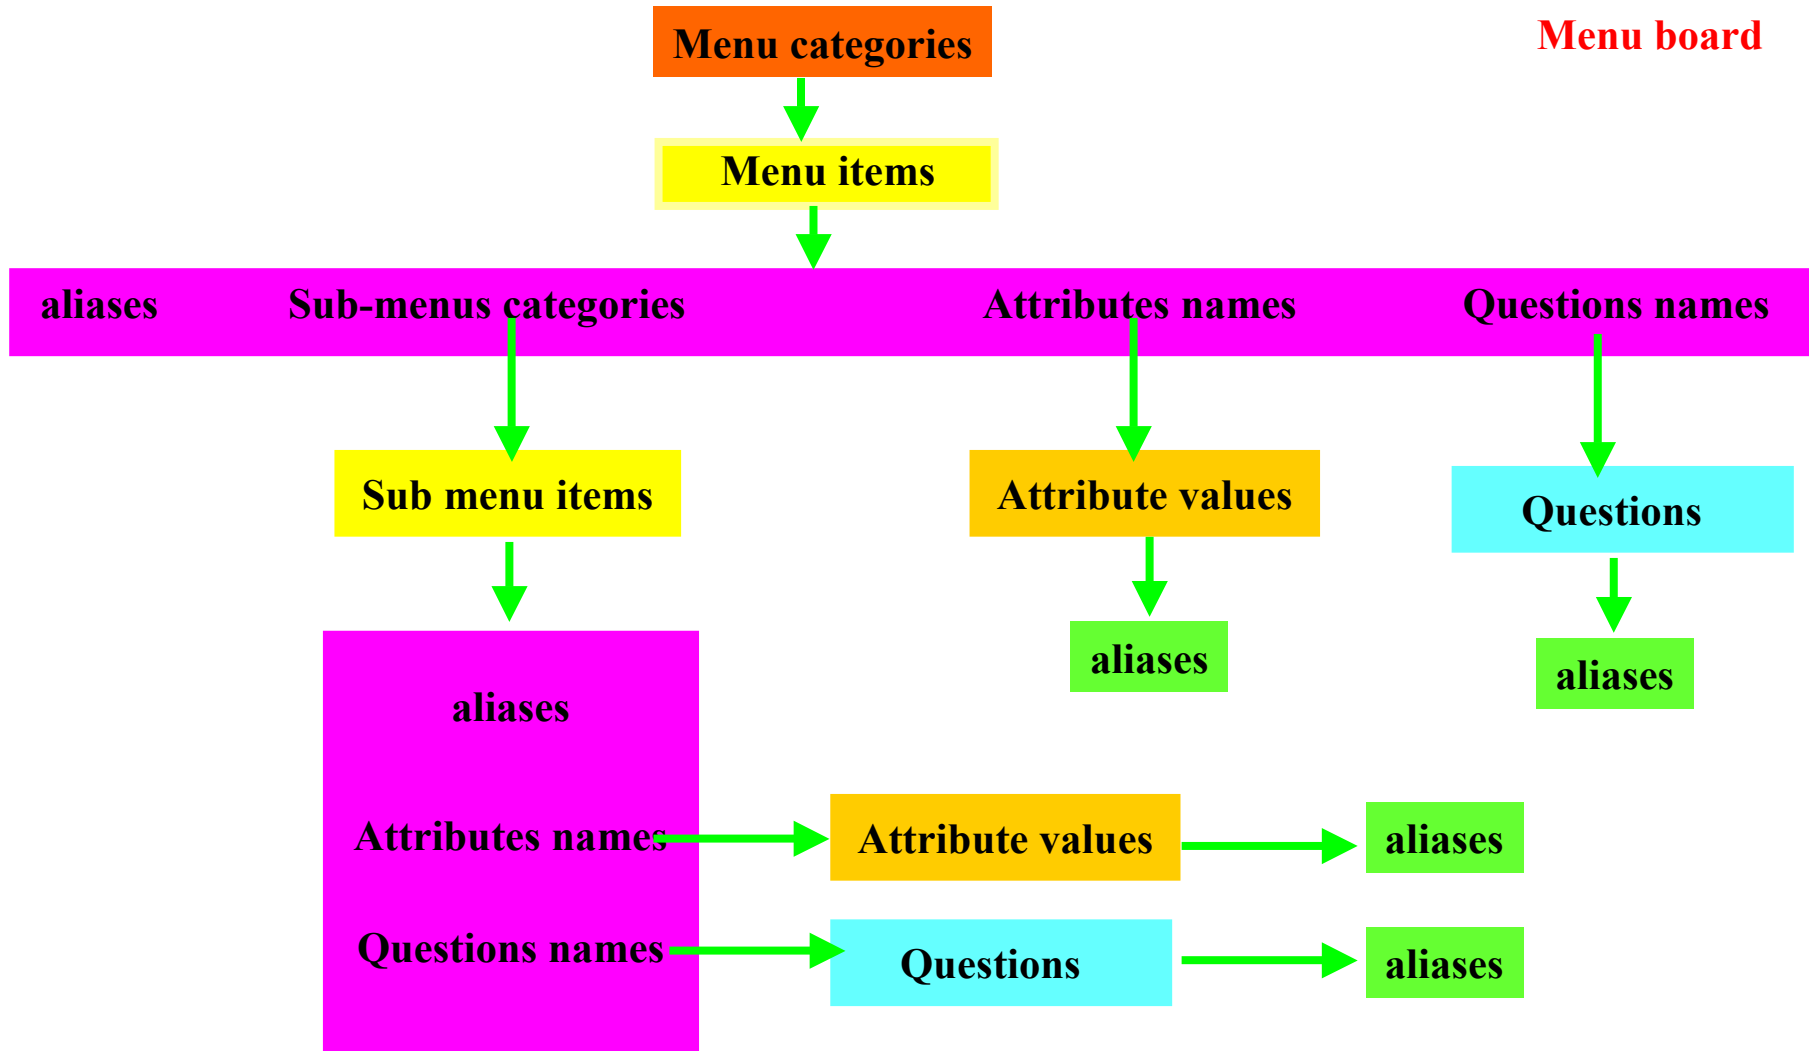 Menu categories
Menu board
Menu items
aliases Sub-menus categories Attributes names Questions names
Sub menu items
Attribute values
Questions
aliases
aliases
aliases
Attributes names
Attribute values
aliases
Questions names
Questions
aliases